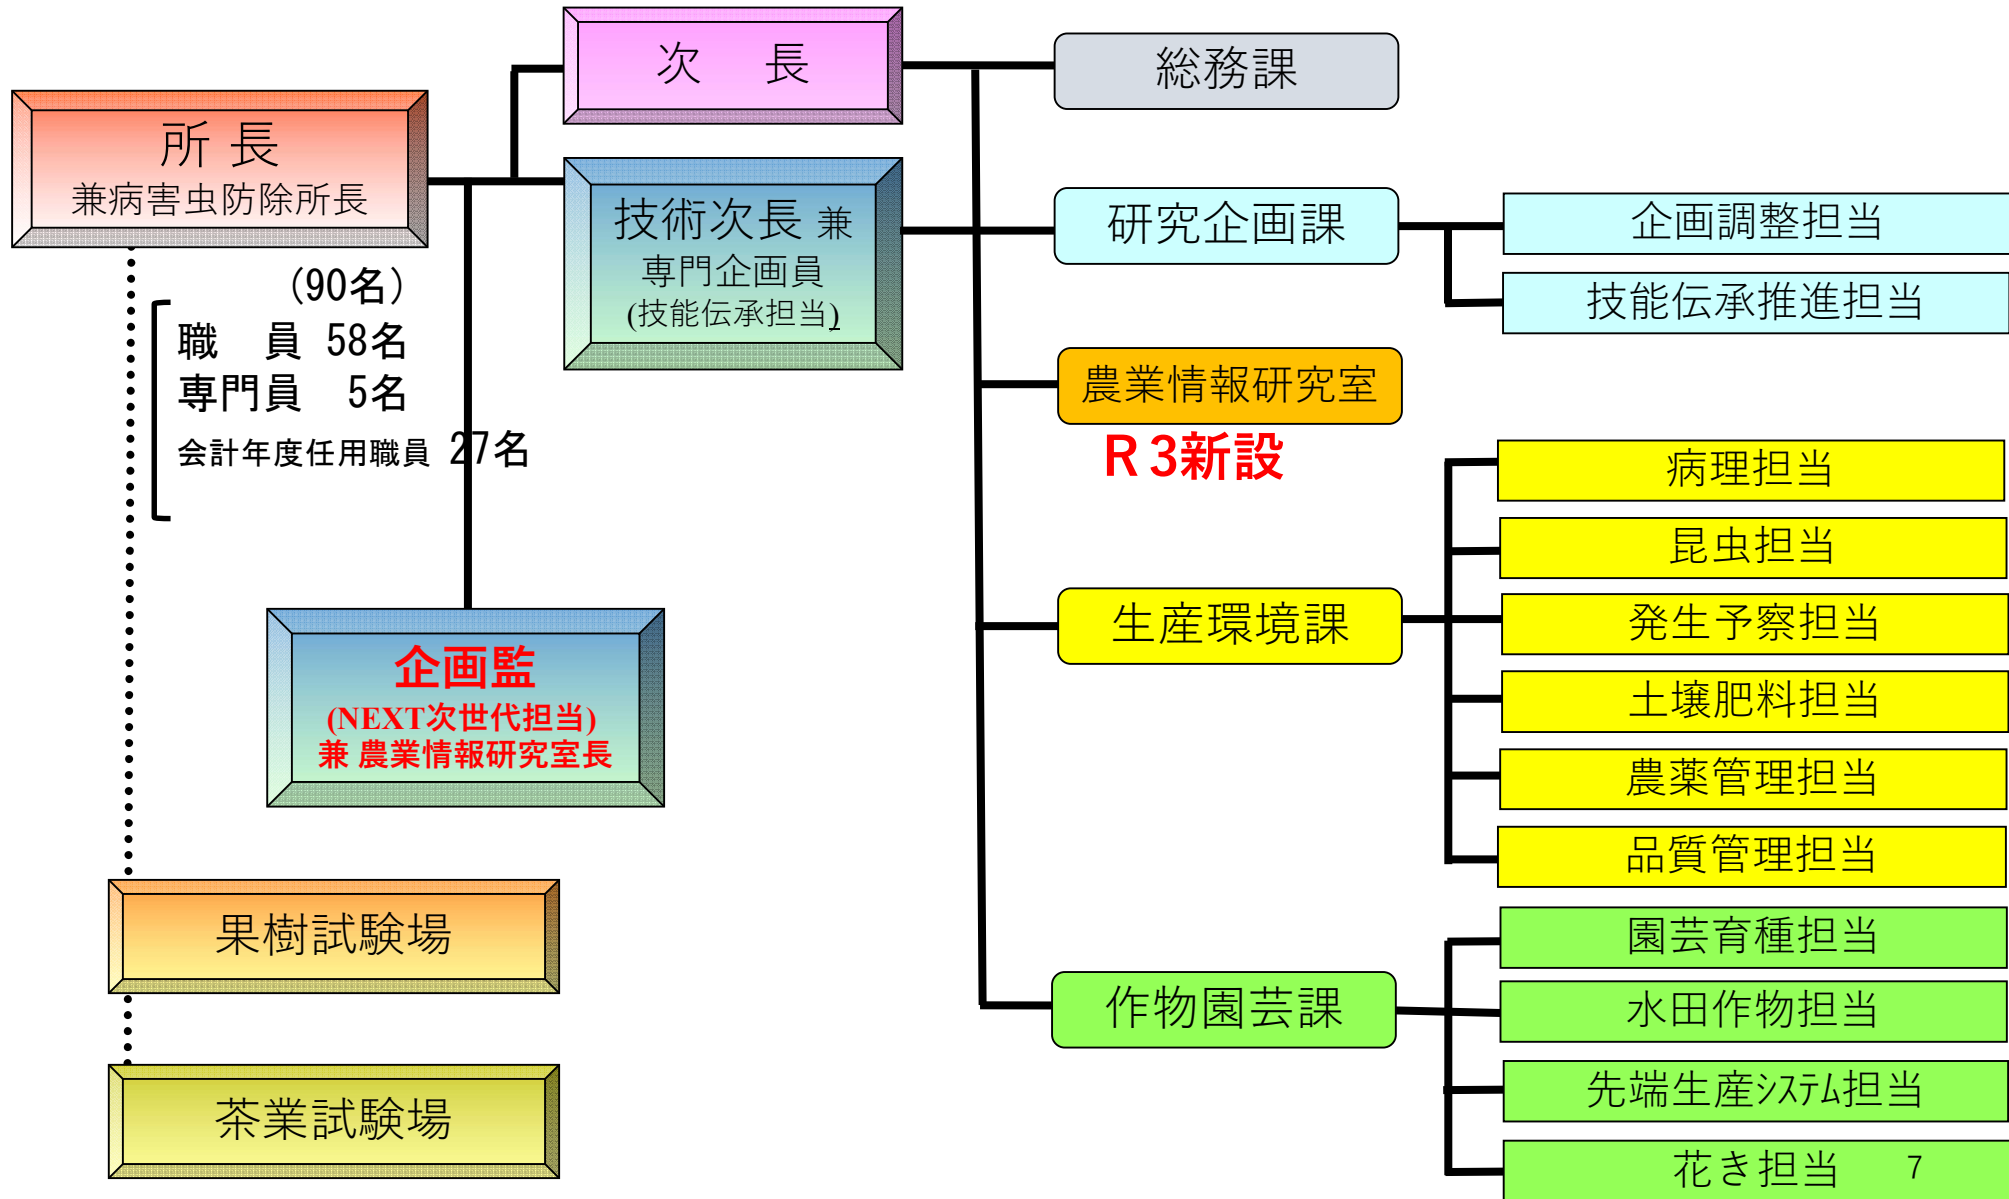 次　長
総務課
所 長
兼病害虫防除所長
技術次長 兼
専門企画員
(技能伝承担当)
研究企画課
企画調整担当
技能伝承推進担当
(90名)
職　員 58名
専門員　5名
会計年度任用職員 27名
農業情報研究室
R3新設
病理担当
昆虫担当
生産環境課
発生予察担当
土壌肥料担当
農薬管理担当
品質管理担当
企画監
(NEXT次世代担当)
兼 農業情報研究室長
果樹試験場
園芸育種担当
作物園芸課
水田作物担当
先端生産ｼｽﾃﾑ担当
花き担当
7
茶業試験場